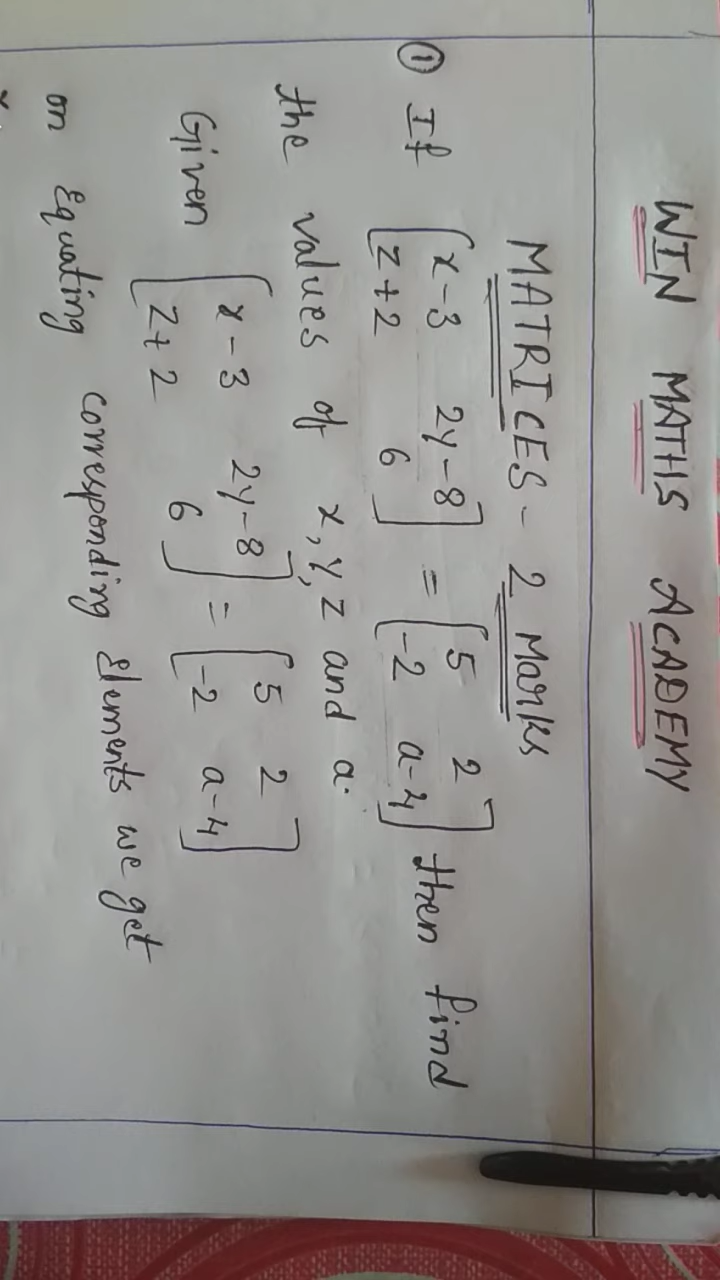 WIN MATHS ACADEMY
MATRICES - 2 Marks
① If [x-3 2y-8] = [5 2] then find
[z+2 6] [-2 a-4]
the values of x, y, z and a.
Given [x-3 2y-8] = [5 2]
[z+2 6] [-2 a-4]
on Equating corresponding Elements we get